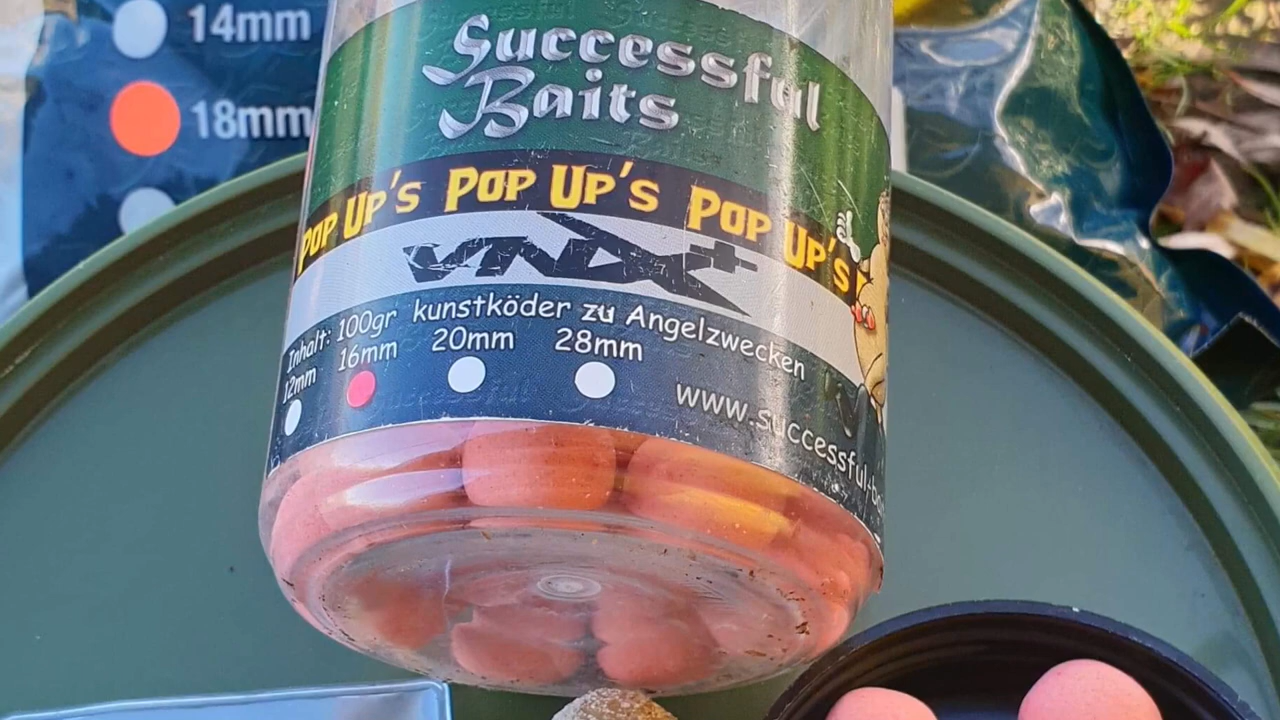 14mm
18mm
Successful
Baits
POP UP'S POP UP'S POP UP'S
VNX+
Inhalt: 100gr kunstköder zu Angelzwecken
12mm 16mm 20mm 28mm
www.successful-ba